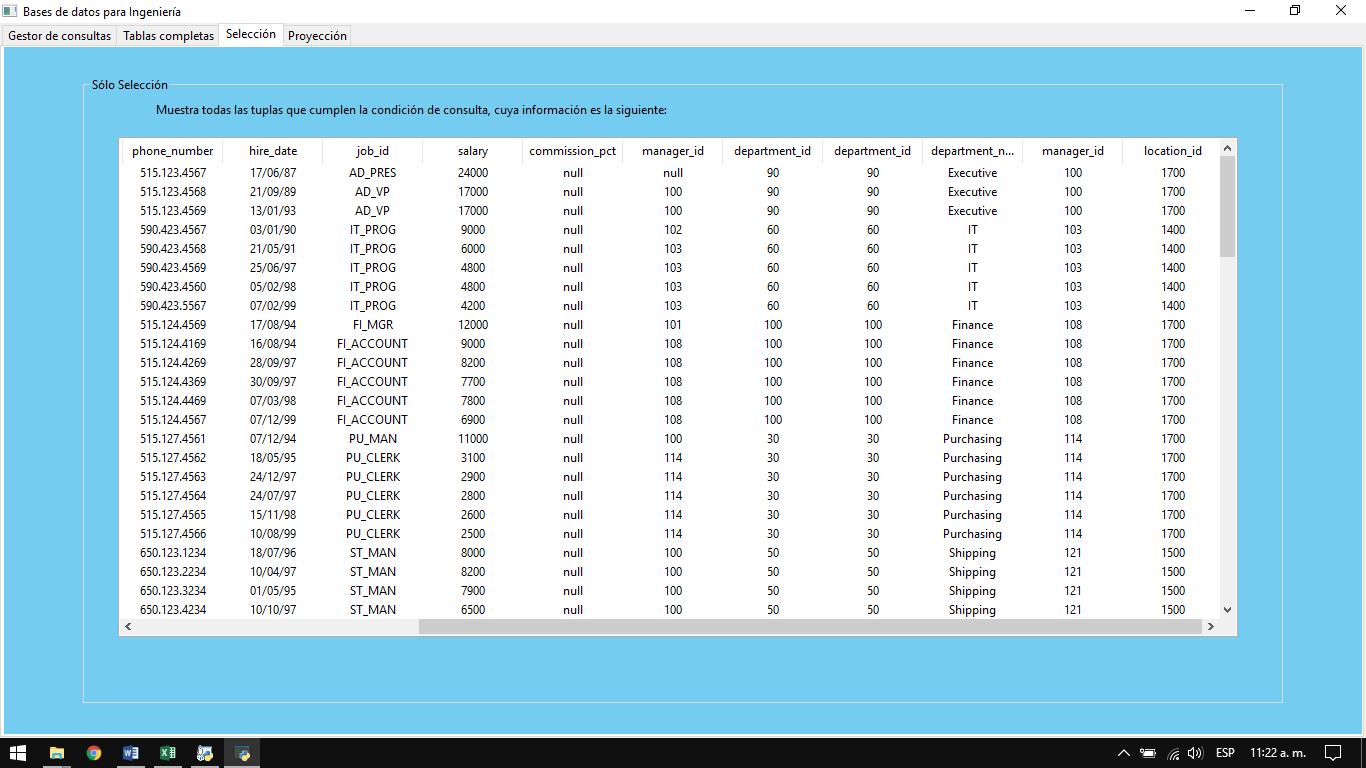 Bases de datos para Ingeniería
Gestor de consultas Tablas completas Selección Proyección
Sólo Selección
Muestra todas las tuplas que cumplen la condición de consulta, cuya información es la siguiente:
phone_number hire_date job_id salary commission_pct manager_id department_id department_id department_n... manager_id location_id
515.123.4567 17/06/87 AD_PRES 24000 null null 90 90 Executive 100 1700
515.123.4568 21/09/89 AD_VP 17000 null 100 90 90 Executive 100 1700
515.123.4569 13/01/93 AD_VP 17000 null 100 90 90 Executive 100 1700
590.423.4567 03/01/90 IT_PROG 9000 null 102 60 60 IT 103 1400
590.423.4568 21/05/91 IT_PROG 6000 null 103 60 60 IT 103 1400
590.423.4569 25/06/97 IT_PROG 4800 null 103 60 60 IT 103 1400
590.423.4560 05/02/98 IT_PROG 4800 null 103 60 60 IT 103 1400
590.423.5567 07/02/99 IT_PROG 4200 null 103 60 60 IT 103 1400
515.124.4569 17/08/94 FI_MGR 12000 null 101 100 100 Finance 108 1700
515.124.4169 16/08/94 FI_ACCOUNT 9000 null 108 100 100 Finance 108 1700
515.124.4269 28/09/97 FI_ACCOUNT 8200 null 108 100 100 Finance 108 1700
515.124.4369 30/09/97 FI_ACCOUNT 7700 null 108 100 100 Finance 108 1700
515.124.4469 07/03/98 FI_ACCOUNT 7800 null 108 100 100 Finance 108 1700
515.124.4567 07/12/99 FI_ACCOUNT 6900 null 108 100 100 Finance 108 1700
515.127.4561 07/12/94 PU_MAN 11000 null 100 30 30 Purchasing 114 1700
515.127.4562 18/05/95 PU_CLERK 3100 null 114 30 30 Purchasing 114 1700
515.127.4563 24/12/97 PU_CLERK 2900 null 114 30 30 Purchasing 114 1700
515.127.4564 24/07/97 PU_CLERK 2800 null 114 30 30 Purchasing 114 1700
515.127.4565 15/11/98 PU_CLERK 2600 null 114 30 30 Purchasing 114 1700
515.127.4566 10/08/99 PU_CLERK 2500 null 114 30 30 Purchasing 114 1700
650.123.1234 18/07/96 ST_MAN 8000 null 100 50 50 Shipping 121 1500
650.123.2234 10/04/97 ST_MAN 8200 null 100 50 50 Shipping 121 1500
650.123.3234 01/05/95 ST_MAN 7900 null 100 50 50 Shipping 121 1500
650.123.4234 10/10/97 ST_MAN 6500 null 100 50 50 Shipping 121 1500
ESP 11:22 a. m.